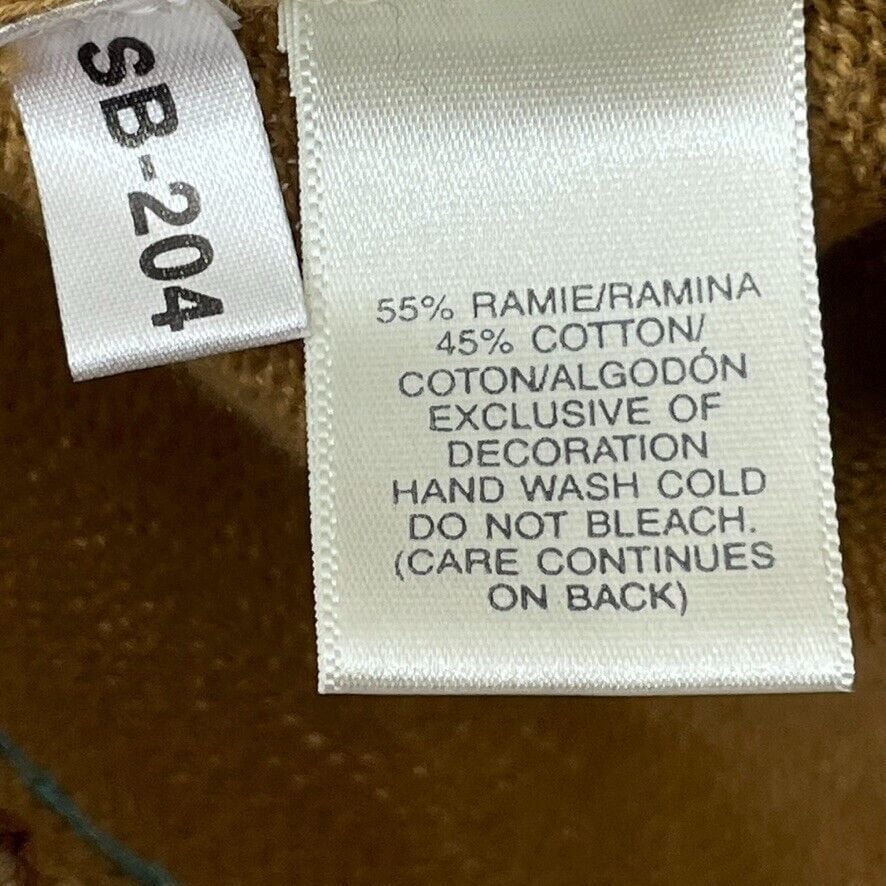 SB-204
55% RAMIE/RAMINA
45% COTTON/
COTON/ALGODÓN
EXCLUSIVE OF
DECORATION
HAND WASH COLD
DO NOT BLEACH.
(CARE CONTINUES
ON BACK)